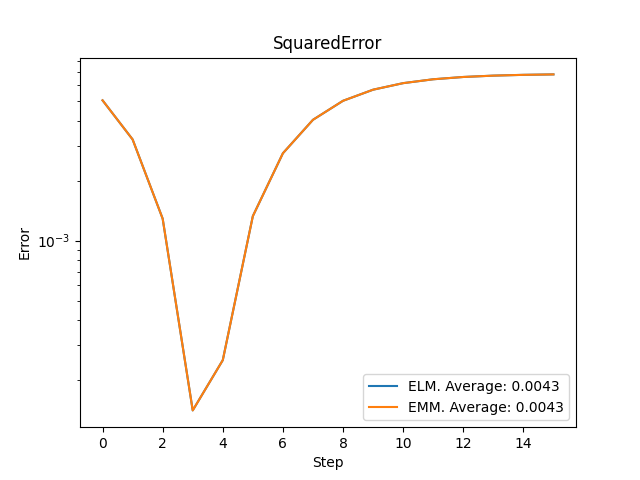 SquaredError
Error
10⁻³
0 2 4 6 8 10 12 14
Step
ELM. Average: 0.0043
EMM. Average: 0.0043